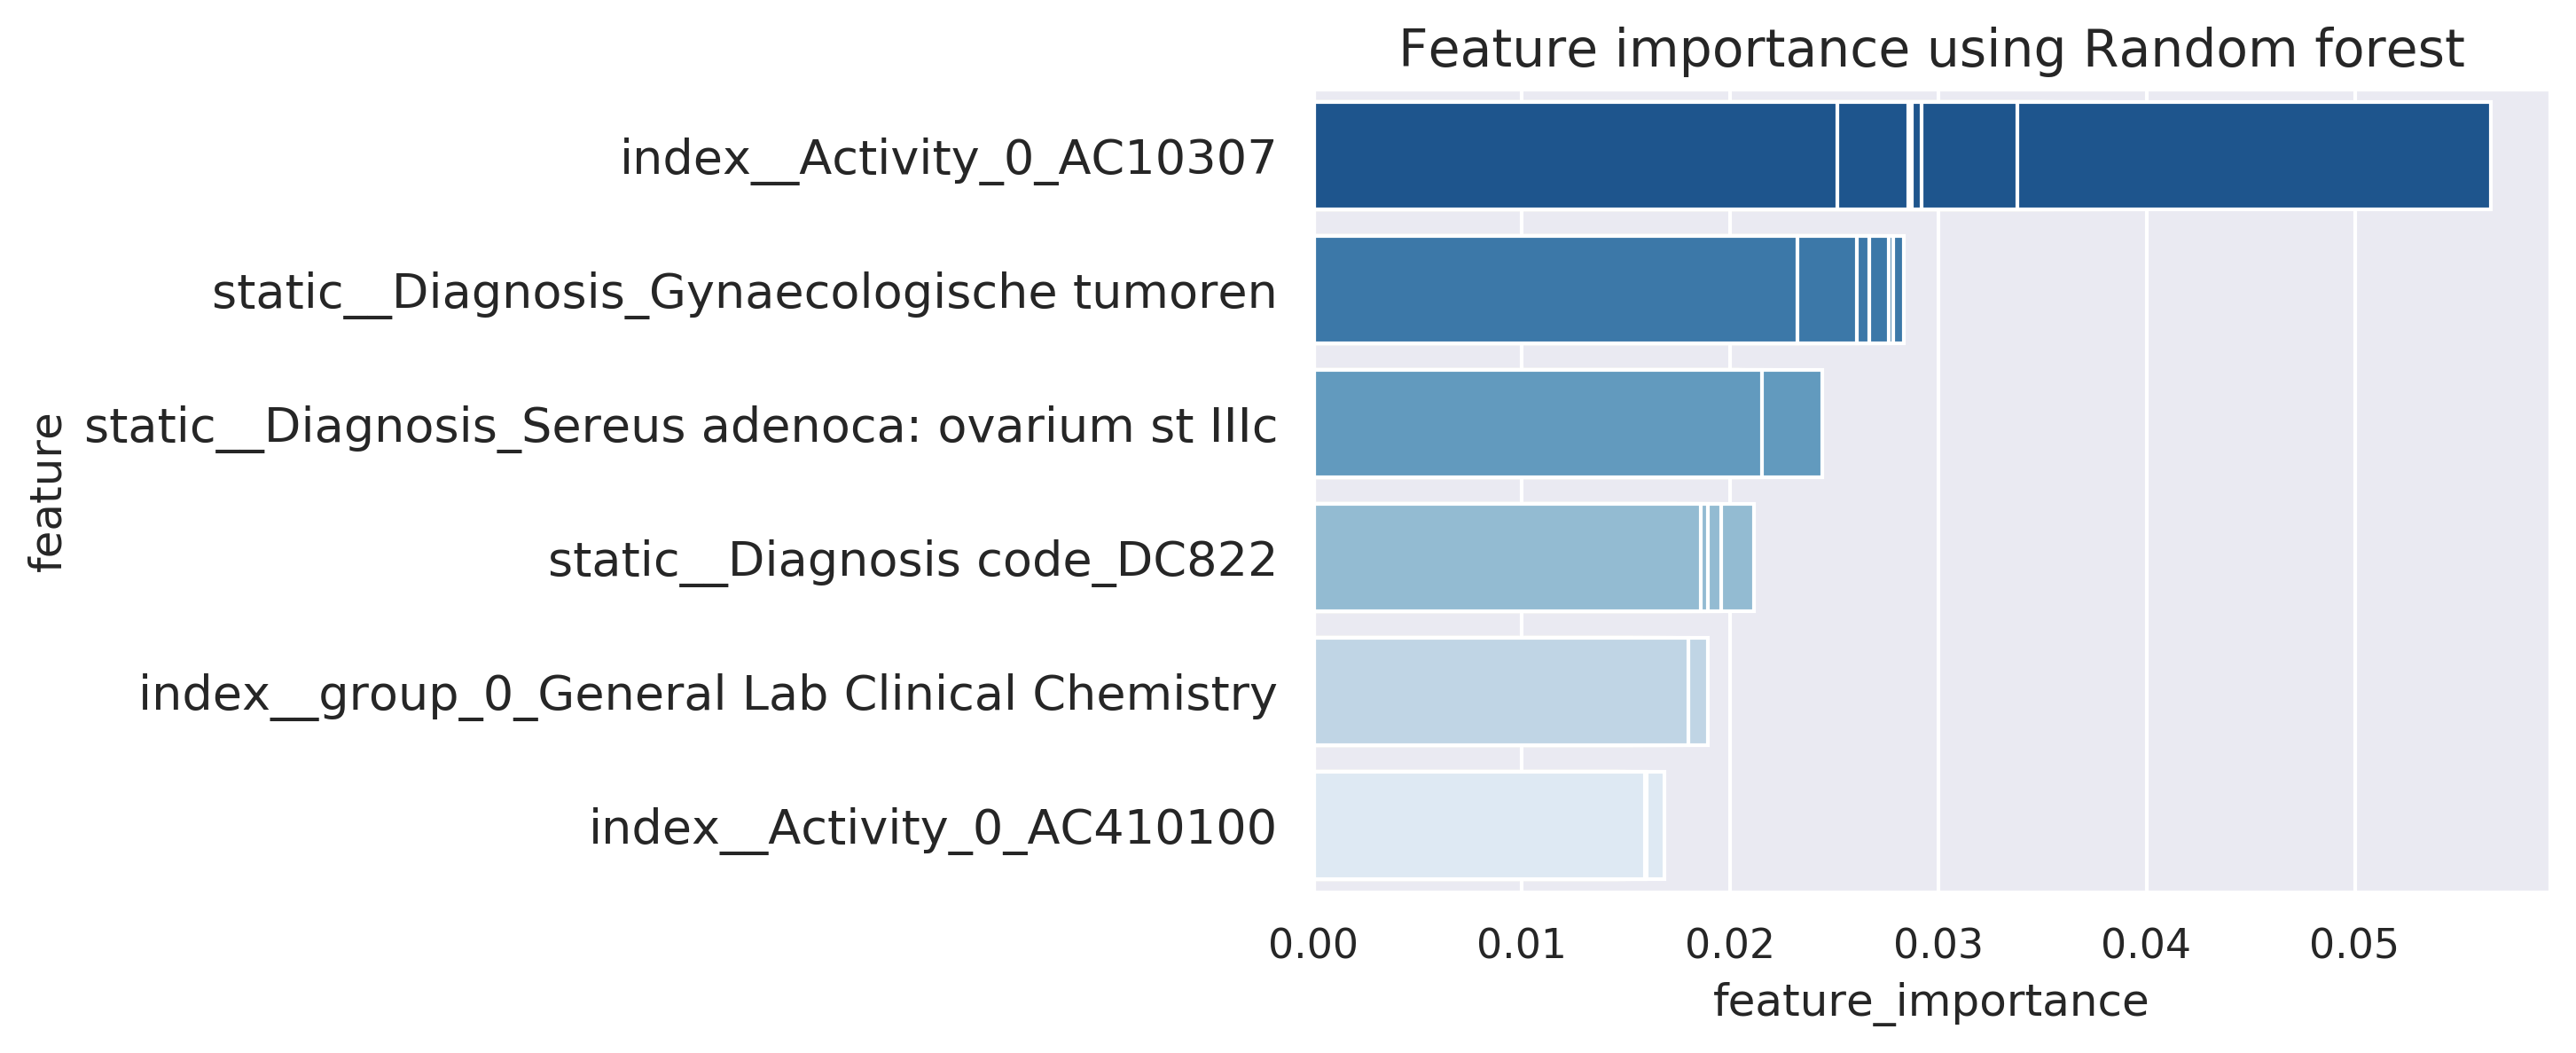 Feature importance using Random forest
index__Activity_0_AC10307
static__Diagnosis_Gynaecologische tumoren
static__Diagnosis_Sereus adenoca: ovarium st IIIc
static__Diagnosis code_DC822
index__group_0_General Lab Clinical Chemistry
index__Activity_0_AC410100
feature
0.00 0.01 0.02 0.03 0.04 0.05
feature_importance